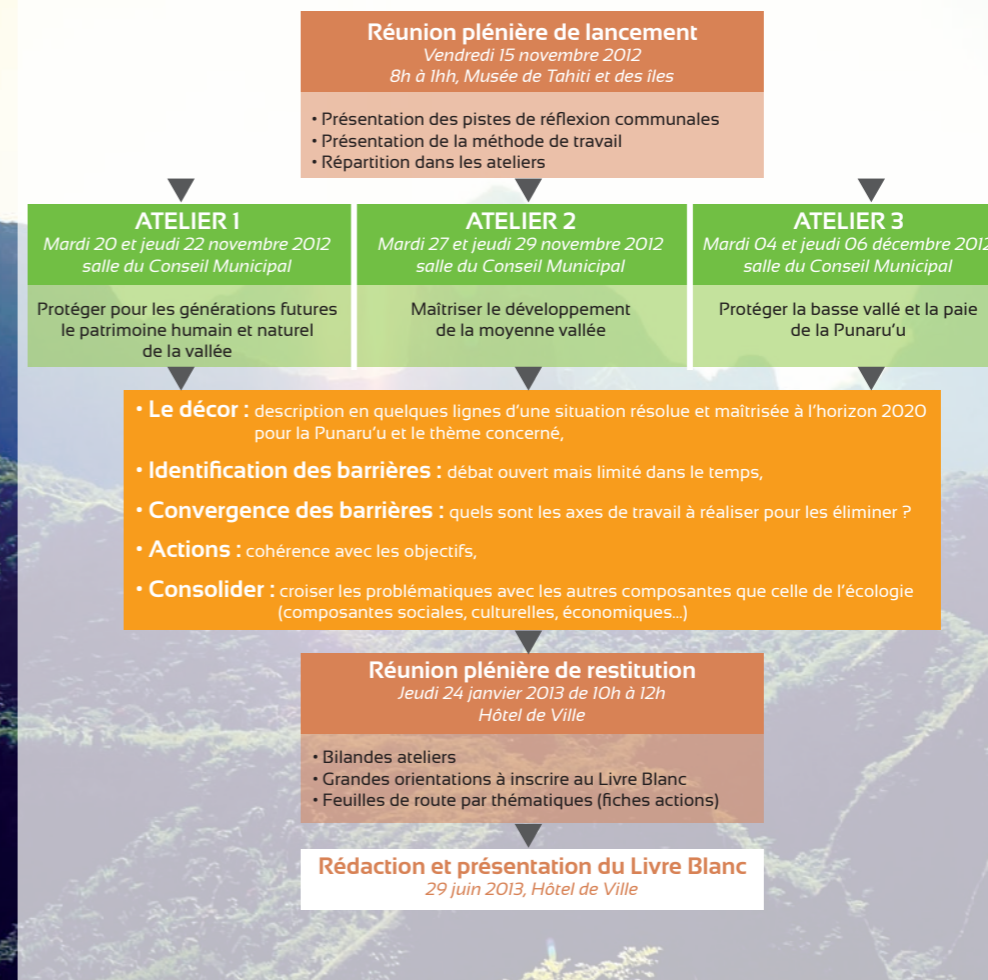 Réunion plénière de lancement
Vendredi 15 novembre 2012
8h à 1hh, Musée de Tahiti et des îles
• Présentation des pistes de réflexion communales
• Présentation de la méthode de travail
• Répartition dans les ateliers
ATELIER 1
Mardi 20 et jeudi 22 novembre 2012
salle du Conseil Municipal
Protéger pour les générations futures
le patrimoine humain et naturel
de la vallée
ATELIER 2
Mardi 27 et jeudi 29 novembre 2012
salle du Conseil Municipal
Maîtriser le développement
de la moyenne vallée
ATELIER 3
Mardi 04 et jeudi 06 décembre 2012
salle du Conseil Municipal
Protéger la basse vallé et la paie
de la Punaru'u
• Le décor : description en quelques lignes d'une situation résolue et maîtrisée à l'horizon 2020
pour la Punaru'u et le thème concerné,
• Identification des barrières : débat ouvert mais limité dans le temps,
• Convergence des barrières : quels sont les axes de travail à réaliser pour les éliminer ?
• Actions : cohérence avec les objectifs,
• Consolider : croiser les problématiques avec les autres composantes que celle de l'écologie
(composantes sociales, culturelles, économiques...)
Réunion plénière de restitution
Jeudi 24 janvier 2013 de 10h à 12h
Hôtel de Ville
• Bilandes ateliers
• Grandes orientations à inscrire au Livre Blanc
• Feuilles de route par thématiques (fiches actions)
Rédaction et présentation du Livre Blanc
29 juin 2013, Hôtel de Ville